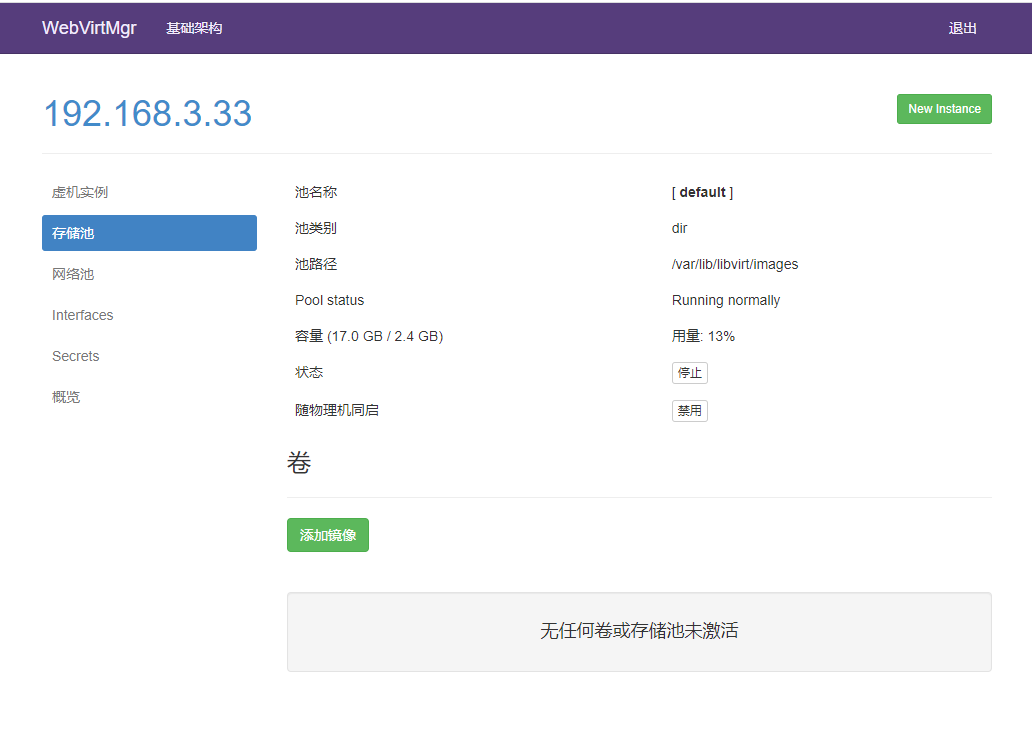 WebVirtMgr 基础架构 退出
192.168.3.33 New Instance
虚机实例
存储池
网络池
Interfaces
Secrets
概览
池名称 [ default ]
池类别 dir
池路径 /var/lib/libvirt/images
Pool status Running normally
容量 (17.0 GB / 2.4 GB) 用量: 13%
状态 停止
随物理机同启 禁用
卷
添加镜像
无任何卷或存储池未激活